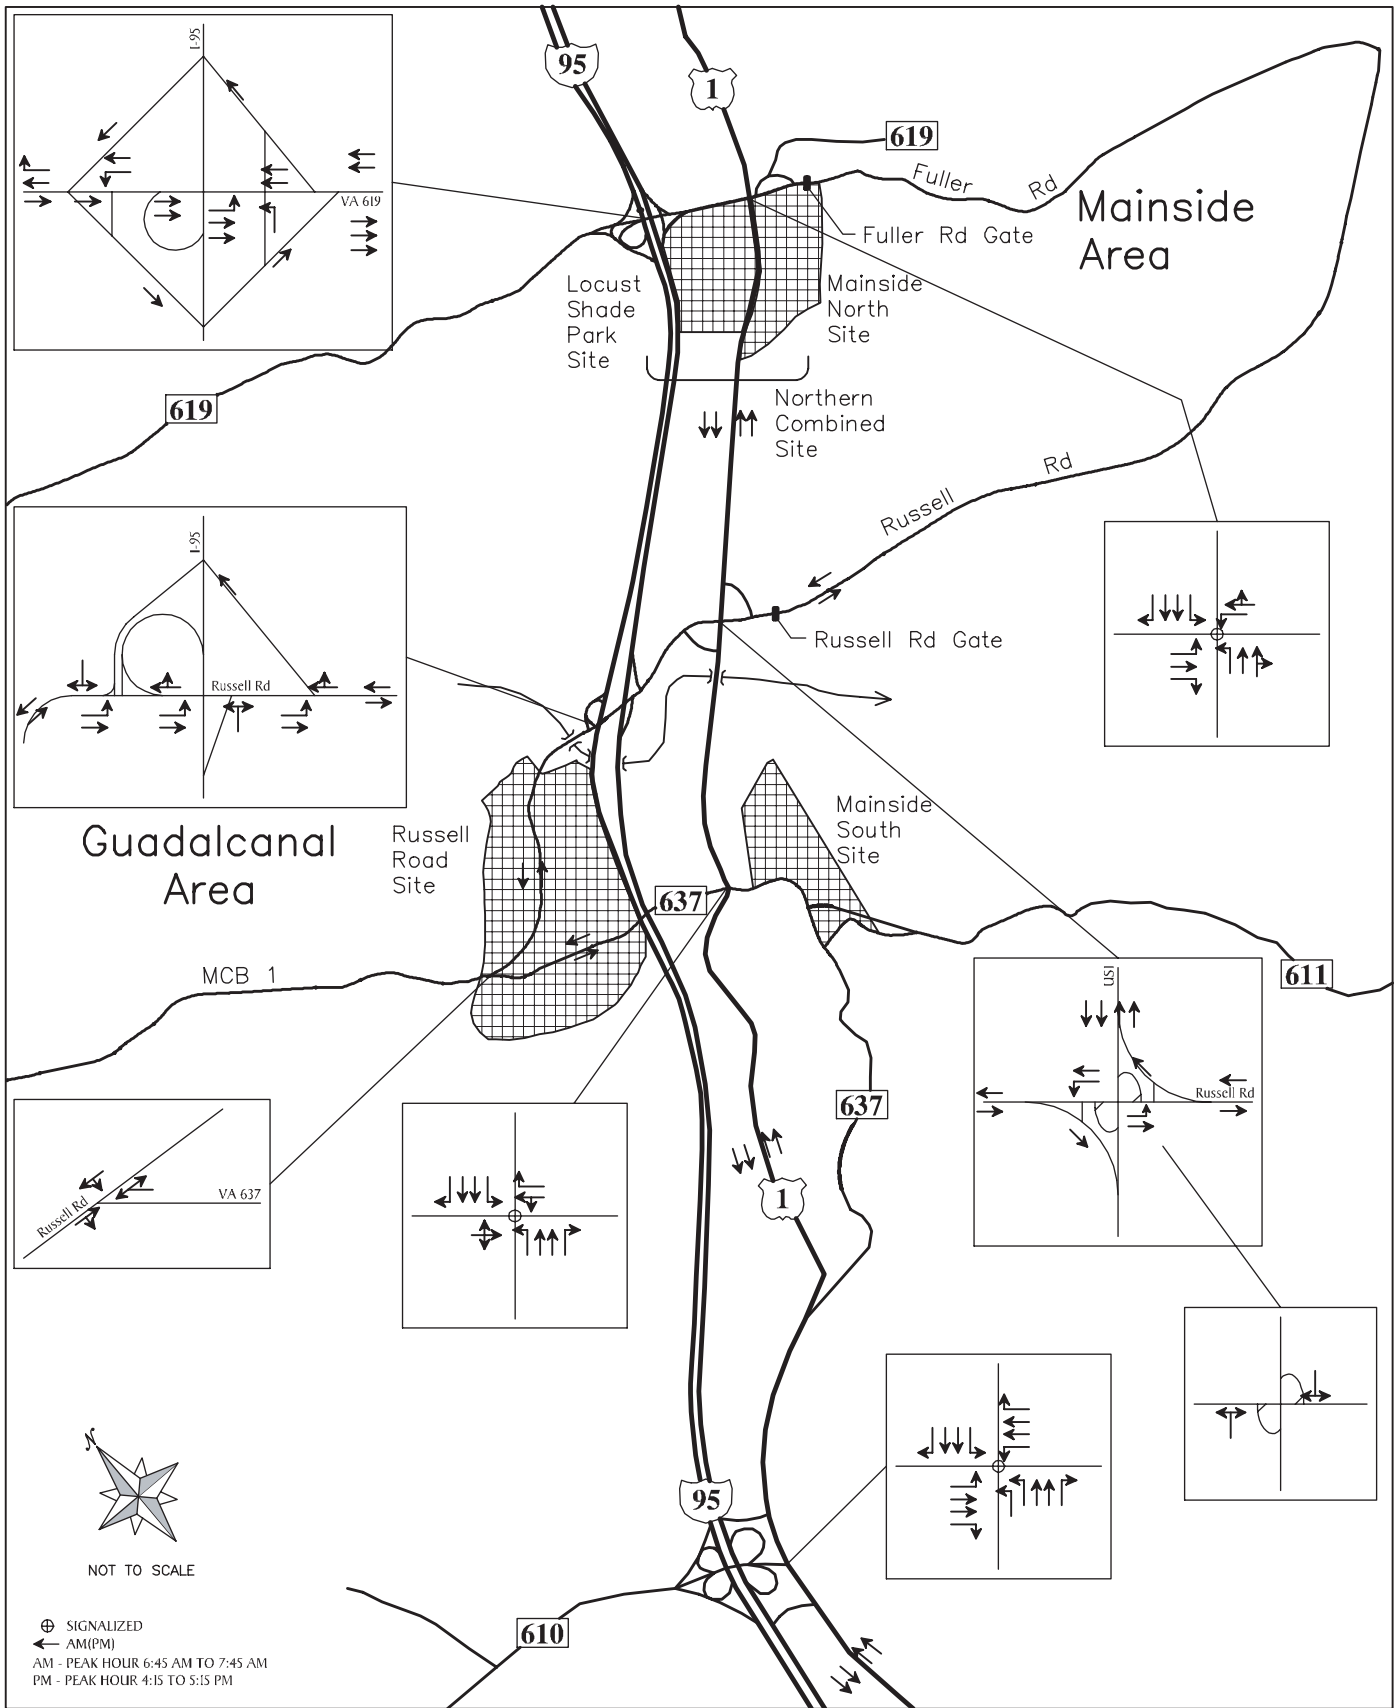 I-95
VA 619
95
1
619
Fuller Rd
Mainside
Area
Fuller Rd Gate
Locust
Shade
Park
Site
Mainside
North
Site
619
Northern
Combined
Site
Russell Rd
I-95
Russell Rd
Russell Rd Gate
Guadalcanal
Area
Russell
Road
Site
Mainside
South
Site
637
MCB 1
611
US1
Russell Rd
637
Russell Rd
VA 637
1
N
NOT TO SCALE
95
610
SIGNALIZED
AM(PM)
AM - PEAK HOUR 6:45 AM TO 7:45 AM
PM - PEAK HOUR 4:15 TO 5:15 PM